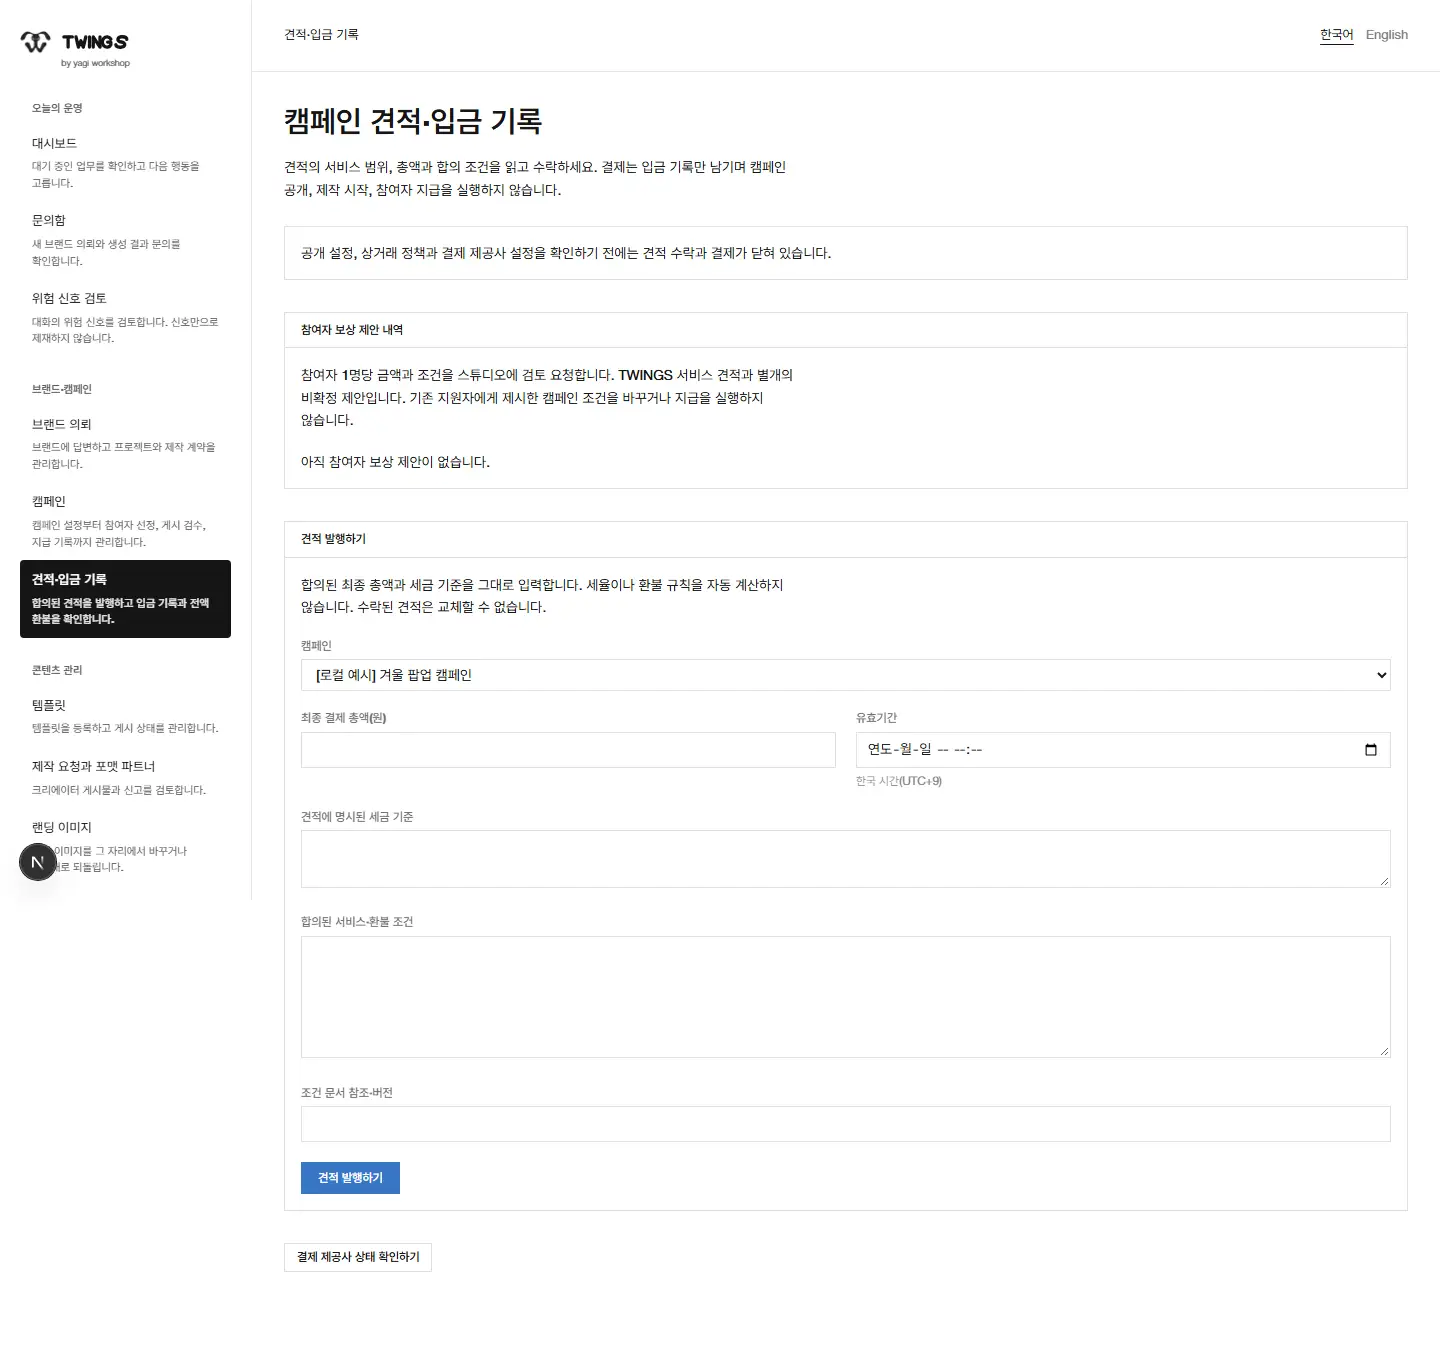 TWINGS
by yagi workshop
오늘의 운영
대시보드
대기 중인 업무를 확인하고 다음 행동을
고릅니다.
문의함
새 브랜드 의뢰와 생성 결과 문의를
확인합니다.
위험 신호 검토
대화의 위험 신호를 검토합니다. 신호만으로
제재하지 않습니다.
브랜드·캠페인
브랜드 의뢰
브랜드에 답변하고 프로젝트와 제작 계약을
관리합니다.
캠페인
캠페인 설정부터 참여자 선정, 게시 검수,
지급 기록까지 관리합니다.
견적·입금 기록
합의된 견적을 발행하고 입금 기록과 전액
환불을 확인합니다.
콘텐츠 관리
템플릿
템플릿을 등록하고 게시 상태를 관리합니다.
제작 요청과 포맷 파트너
크리에이터 게시물과 신고를 검토합니다.
랜딩 이미지
이미지를 그 자리에서 바꾸거나
로 되돌립니다.
N
견적·입금 기록
한국어 English
캠페인 견적·입금 기록
견적의 서비스 범위, 총액과 합의 조건을 읽고 수락하세요. 결제는 입금 기록만 남기며 캠페인
공개, 제작 시작, 참여자 지급을 실행하지 않습니다.
공개 설정, 상거래 정책과 결제 제공사 설정을 확인하기 전에는 견적 수락과 결제가 닫혀 있습니다.
참여자 보상 제안 내역
참여자 1명당 금액과 조건을 스튜디오에 검토 요청합니다. TWINGS 서비스 견적과 별개의
비확정 제안입니다. 기존 지원자에게 제시한 캠페인 조건을 바꾸거나 지급을 실행하지
않습니다.
아직 참여자 보상 제안이 없습니다.
견적 발행하기
합의된 최종 총액과 세금 기준을 그대로 입력합니다. 세율이나 환불 규칙을 자동 계산하지
않습니다. 수락된 견적은 교체할 수 없습니다.
캠페인
[로컬 예시] 겨울 팝업 캠페인
최종 결제 총액(원)
유효기간
연도-월-일 -- --:--
한국 시간(UTC+9)
견적에 명시된 세금 기준
합의된 서비스·환불 조건
조건 문서 참조·버전
견적 발행하기
결제 제공사 상태 확인하기